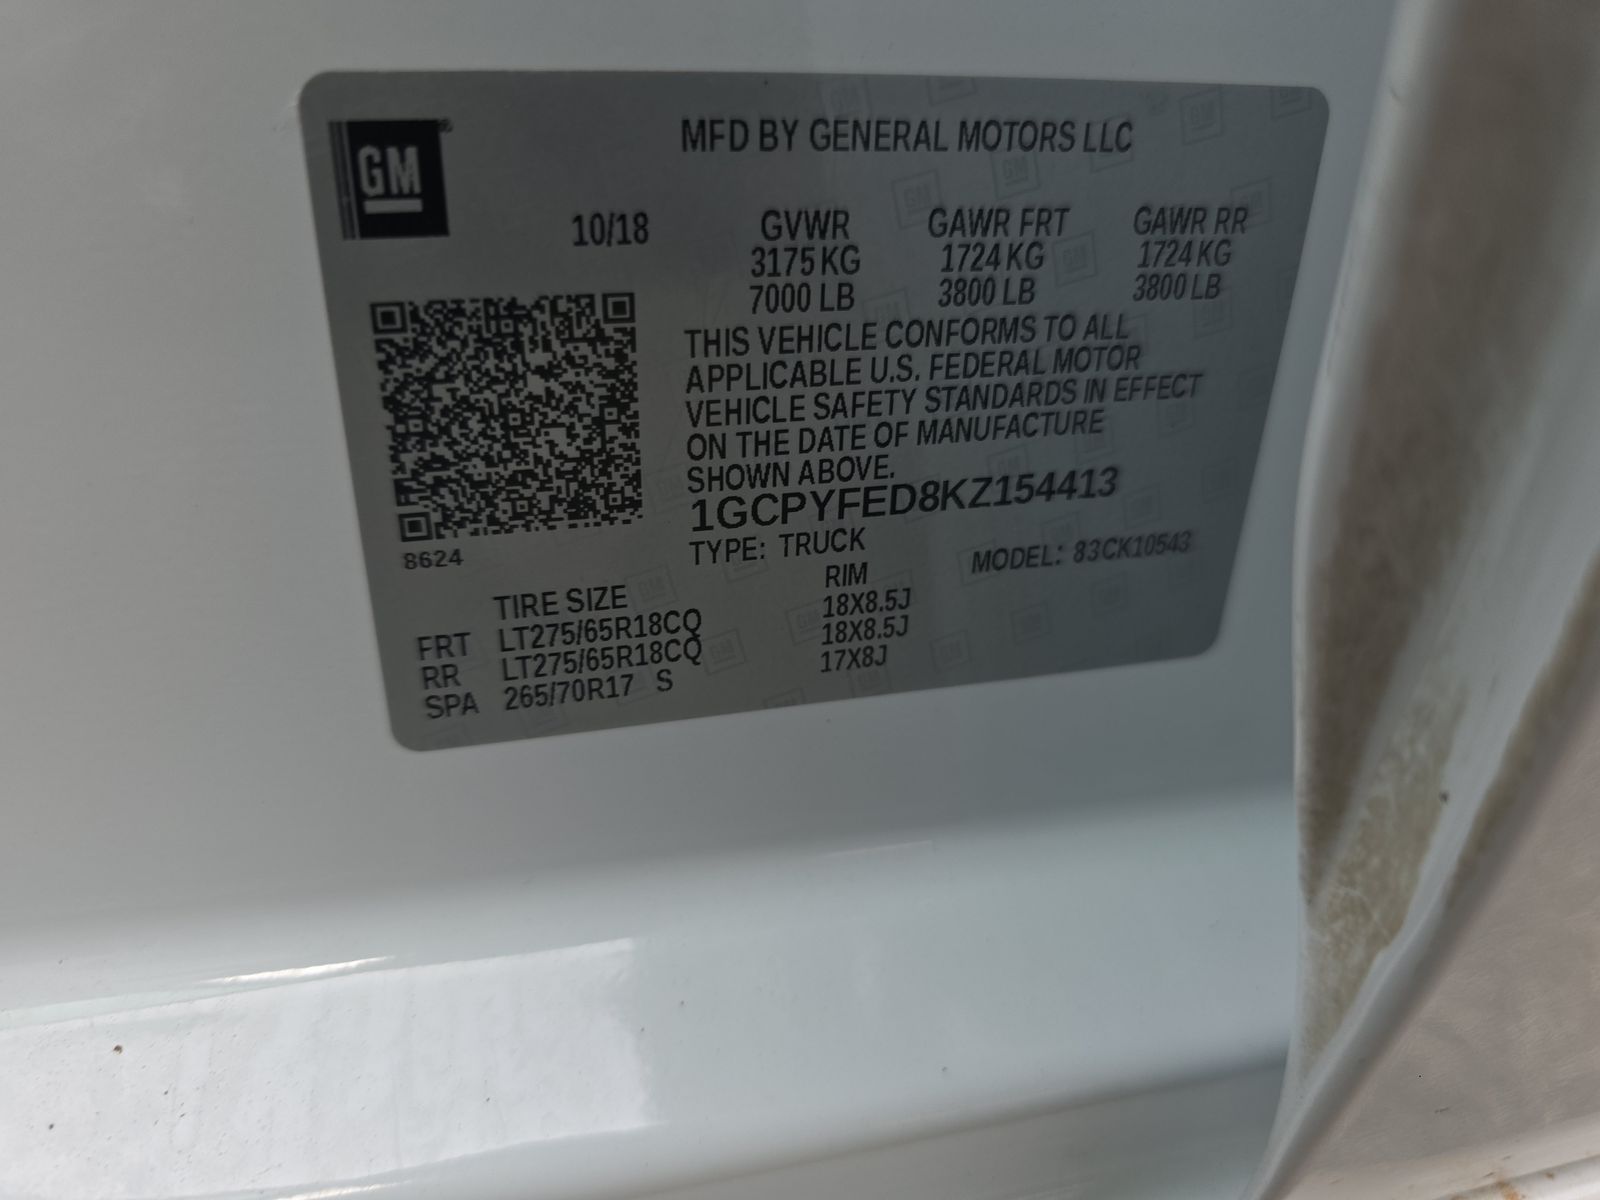 GM
MFD BY GENERAL MOTORS LLC
10/18 GVWR GAWR FRT GAWR RR
3175 KG 1724 KG 1724 KG
7000 LB 3800 LB 3800 LB
THIS VEHICLE CONFORMS TO ALL
APPLICABLE U.S. FEDERAL MOTOR
VEHICLE SAFETY STANDARDS IN EFFECT
ON THE DATE OF MANUFACTURE
SHOWN ABOVE.
1GCPYFED8KZ154413
8624
TYPE: TRUCK MODEL: 83CK10543
TIRE SIZE RIM
FRT LT275/65R18CQ 18X8.5J
RR LT275/65R18CQ 18X8.5J
SPA 265/70R17 S 17X8J